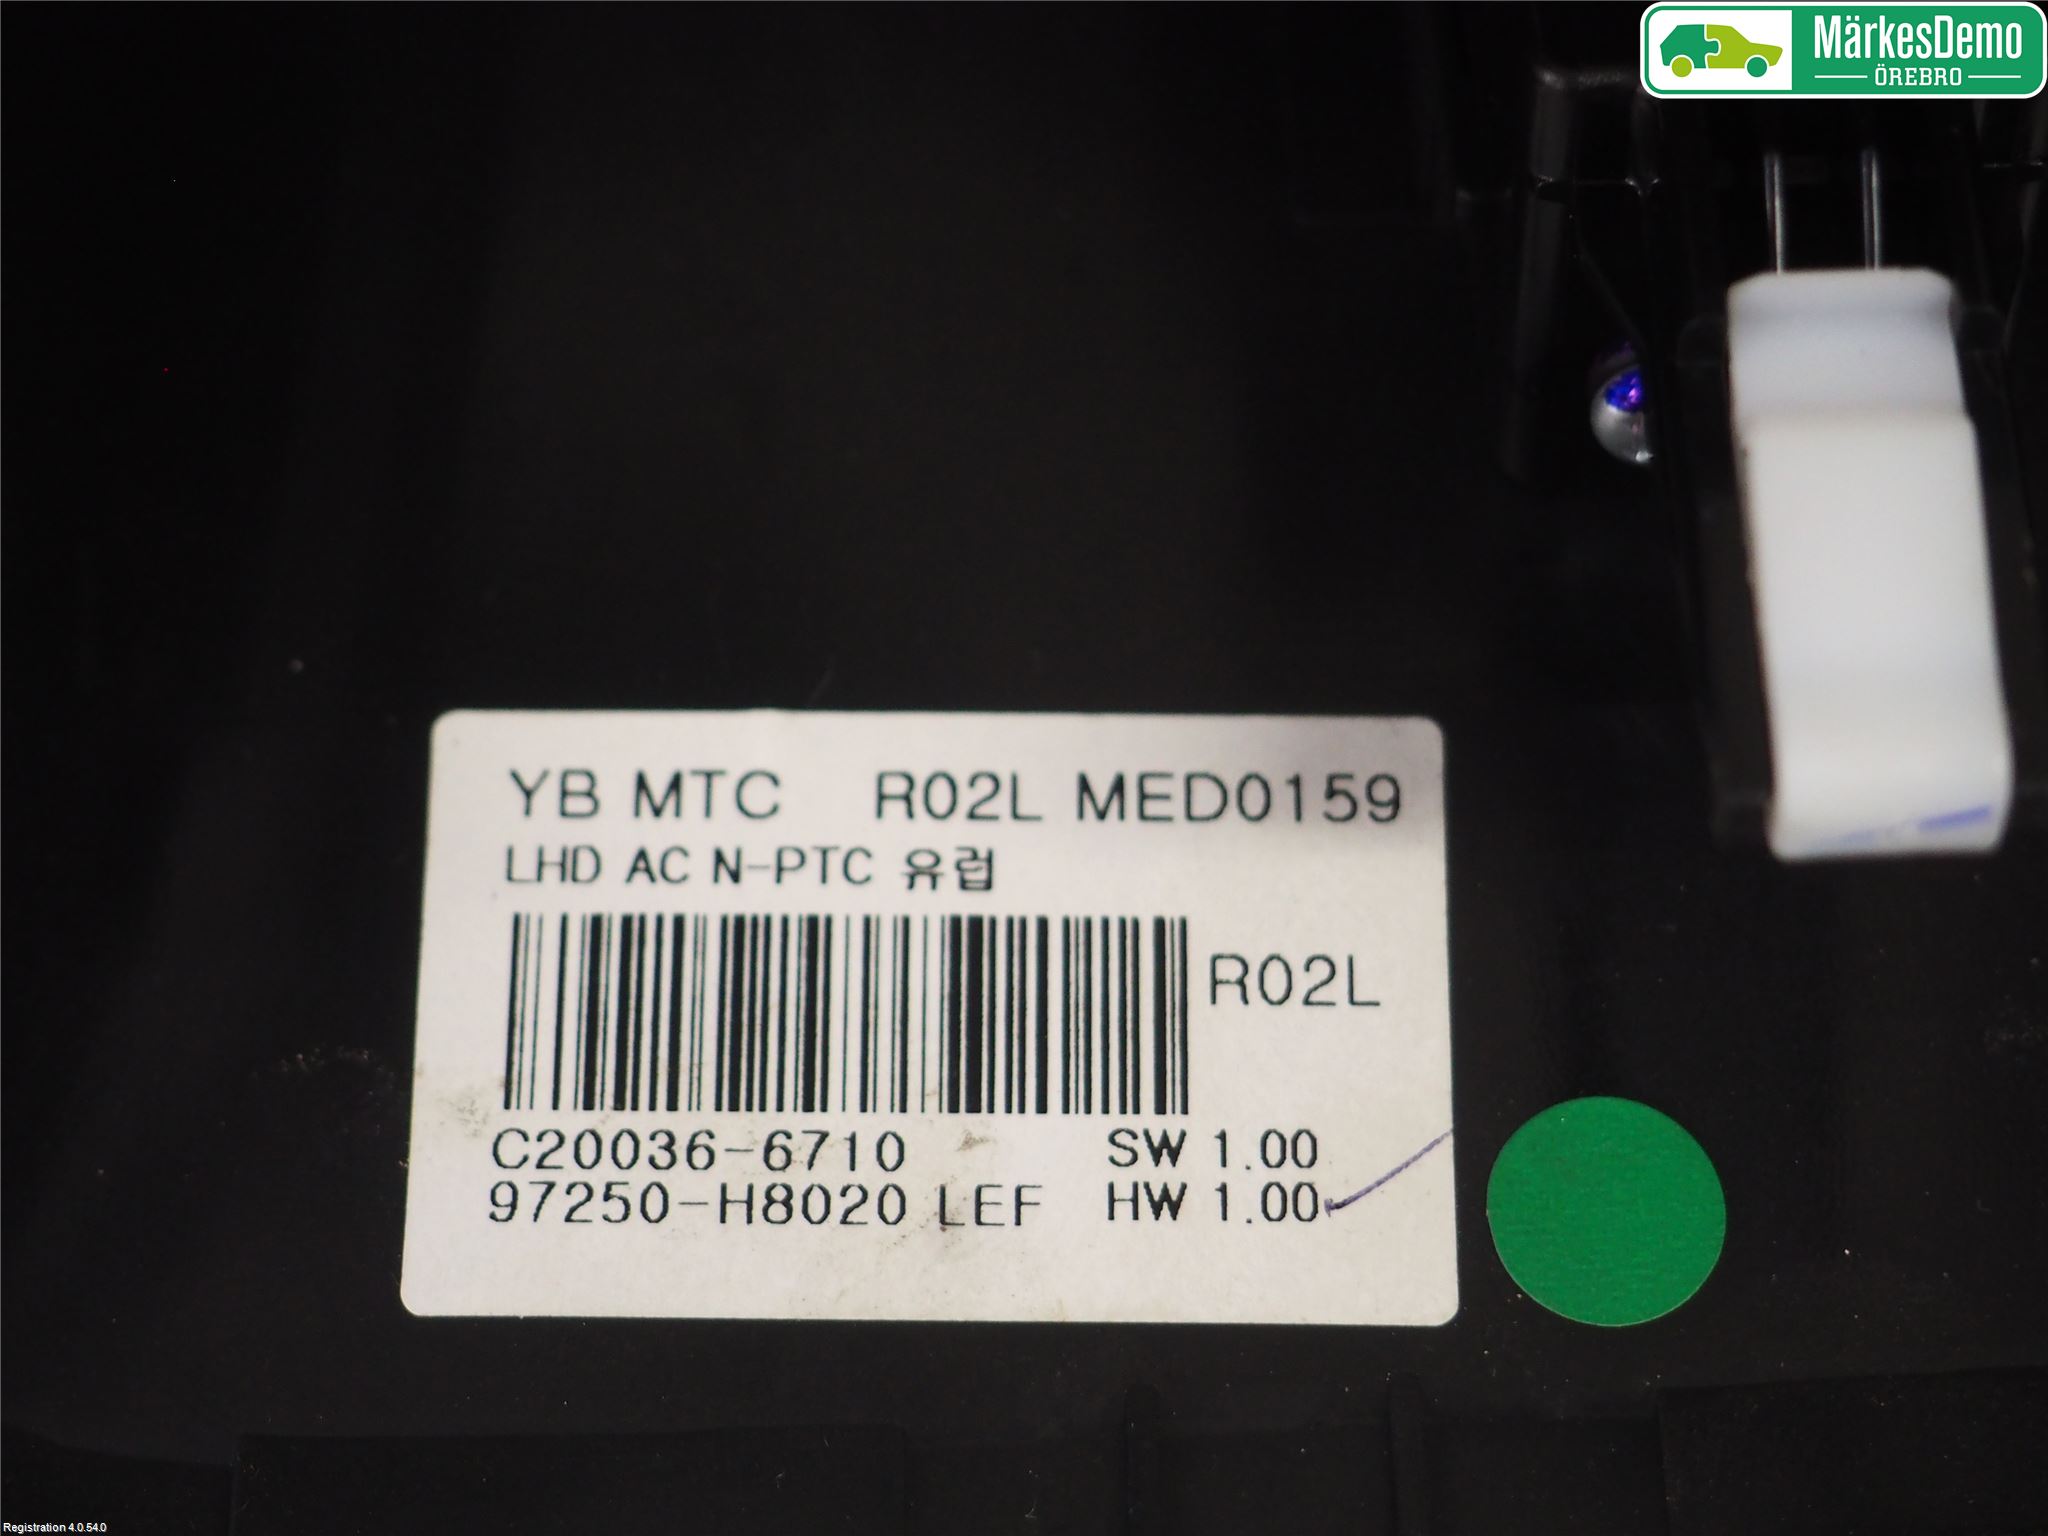 MärkesDemo
ÖREBRO
YB MTC R02L MED0159
LHD AC N-PTC 유럽
R02L
C20036-6710 SW 1.00
97250-H8020 LEF HW 1.00
Registration 4.0.54.0